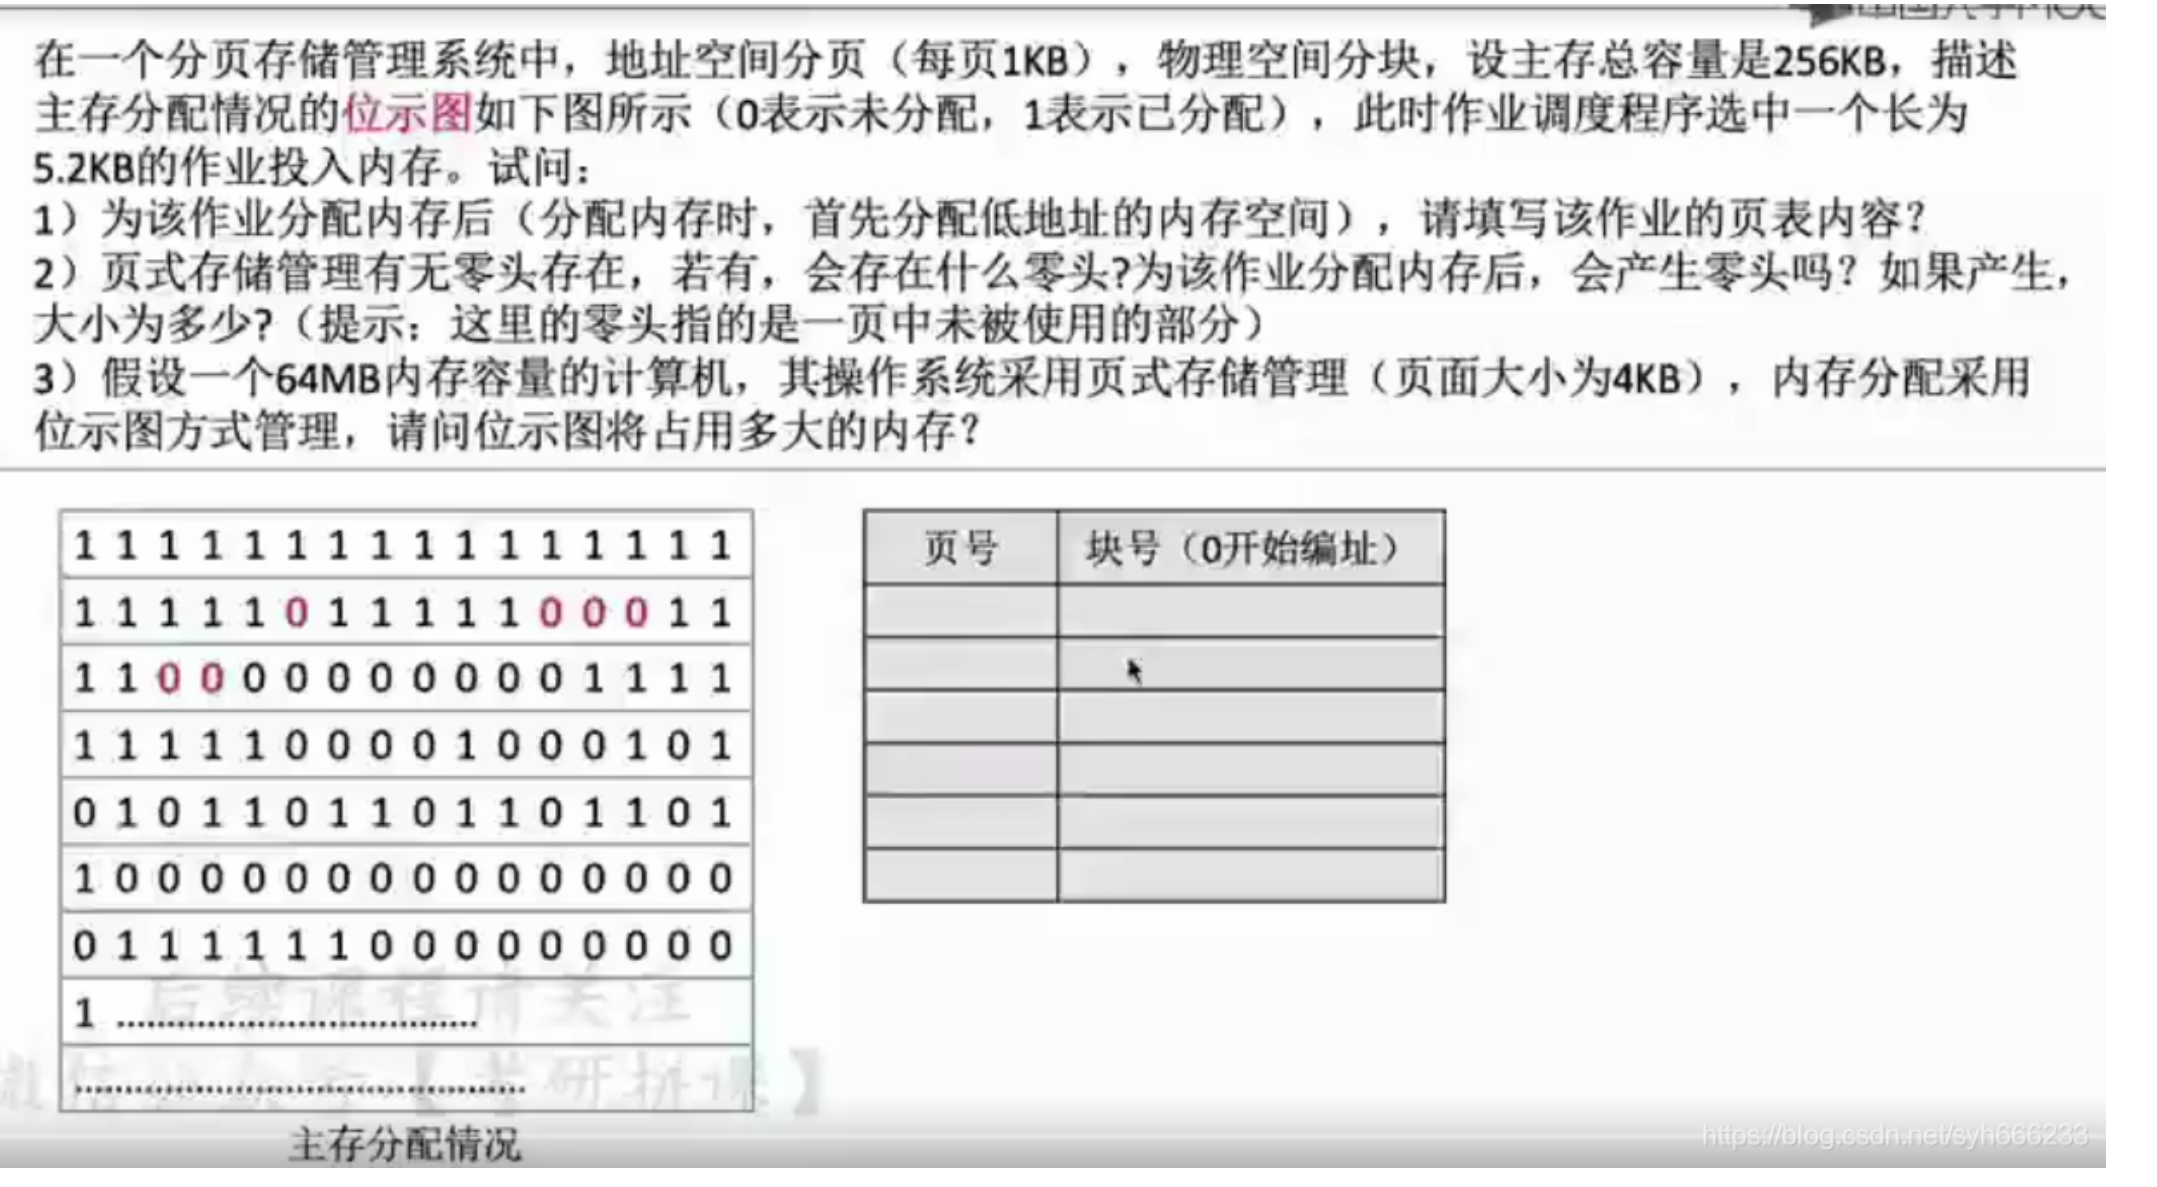 在一个分页存储管理系统中，地址空间分页（每页1KB），物理空间分块，设主存总容量是256KB，描述
主存分配情况的位示图如下图所示（0表示未分配，1表示已分配），此时作业调度程序选中一个长为
5.2KB的作业投入内存。试问：
1）为该作业分配内存后（分配内存时，首先分配低地址的内存空间），请填写该作业的页表内容？
2）页式存储管理有无零头存在，若有，会存在什么零头?为该作业分配内存后，会产生零头吗？如果产生，
大小为多少?（提示：这里的零头指的是一页中未被使用的部分）
3）假设一个64MB内存容量的计算机，其操作系统采用页式存储管理（页面大小为4KB），内存分配采用
位示图方式管理，请问位示图将占用多大的内存？
1 1 1 1 1 1 1 1 1 1 1 1 1 1 1 1
1 1 1 1 1 0 1 1 1 1 1 0 0 0 1 1
1 1 0 0 0 0 0 0 0 0 0 0 1 1 1 1
1 1 1 1 1 0 0 0 0 1 0 0 0 1 0 1
0 1 0 1 1 0 1 1 0 1 1 0 1 1 0 1
1 0 0 0 0 0 0 0 0 0 0 0 0 0 0 0
0 1 1 1 1 1 1 0 0 0 0 0 0 0 0 0
1 ....................................
.............................................
页号 块号（0开始编址）
后续课程请关注
【考研拼课】
主存分配情况
https://blog.csdn.net/syh666233